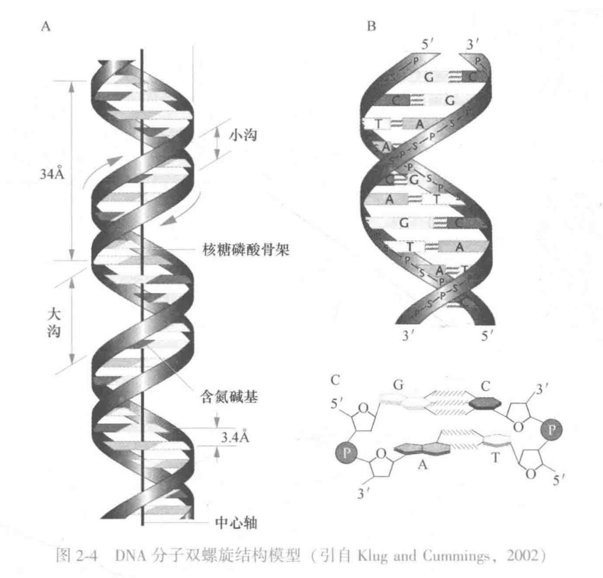 A
小沟
34Å
核糖磷酸骨架
大
沟
含氮碱基
3.4Å
中心轴
B
5′ 3′
P
G C
C G
T A
P
S
A
P
S
P
P
C G
S
A T
P
G C
S
T A
P
P
S A T
P
S
P
S
P
C
3′ 5′
C
G C
5′ 3′
P P
A T
3′ 5′
图 2-4 DNA 分子双螺旋结构模型（引自 Klug and Cummings，2002）